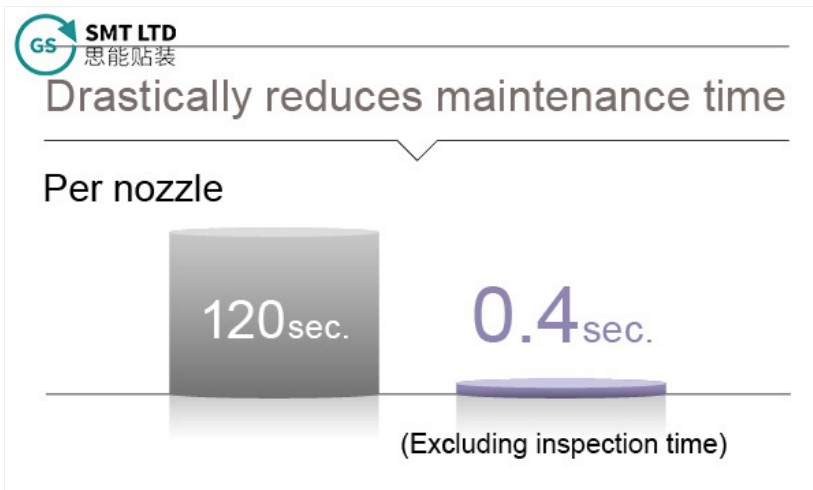 GS
SMT LTD
思能贴装
Drastically reduces maintenance time
Per nozzle
120sec.
0.4sec.
(Excluding inspection time)